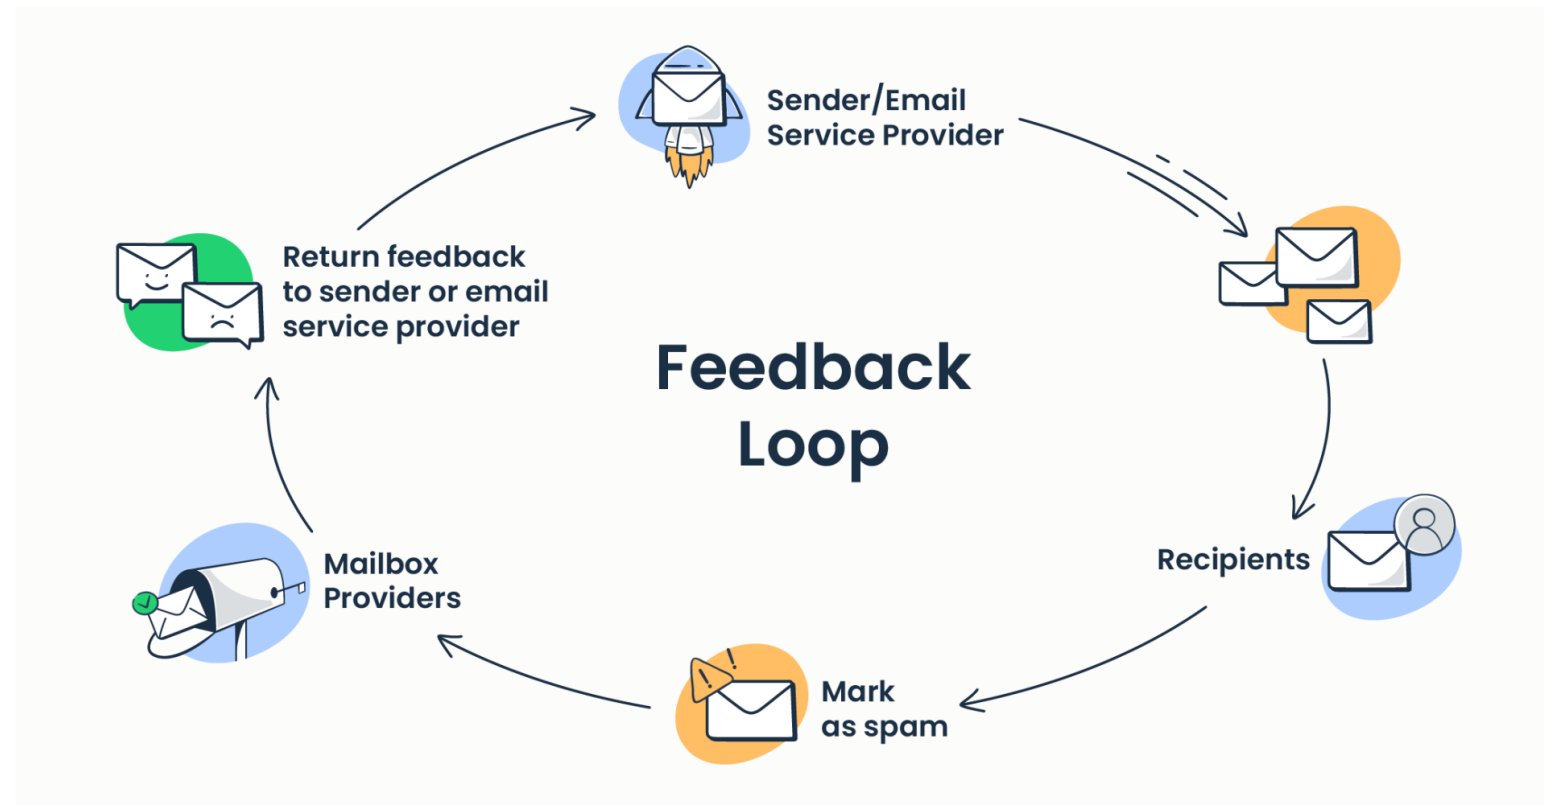 Sender/Email
Service Provider
Return feedback
to sender or email
service provider
Feedback
Loop
Recipients
Mailbox
Providers
Mark
as spam